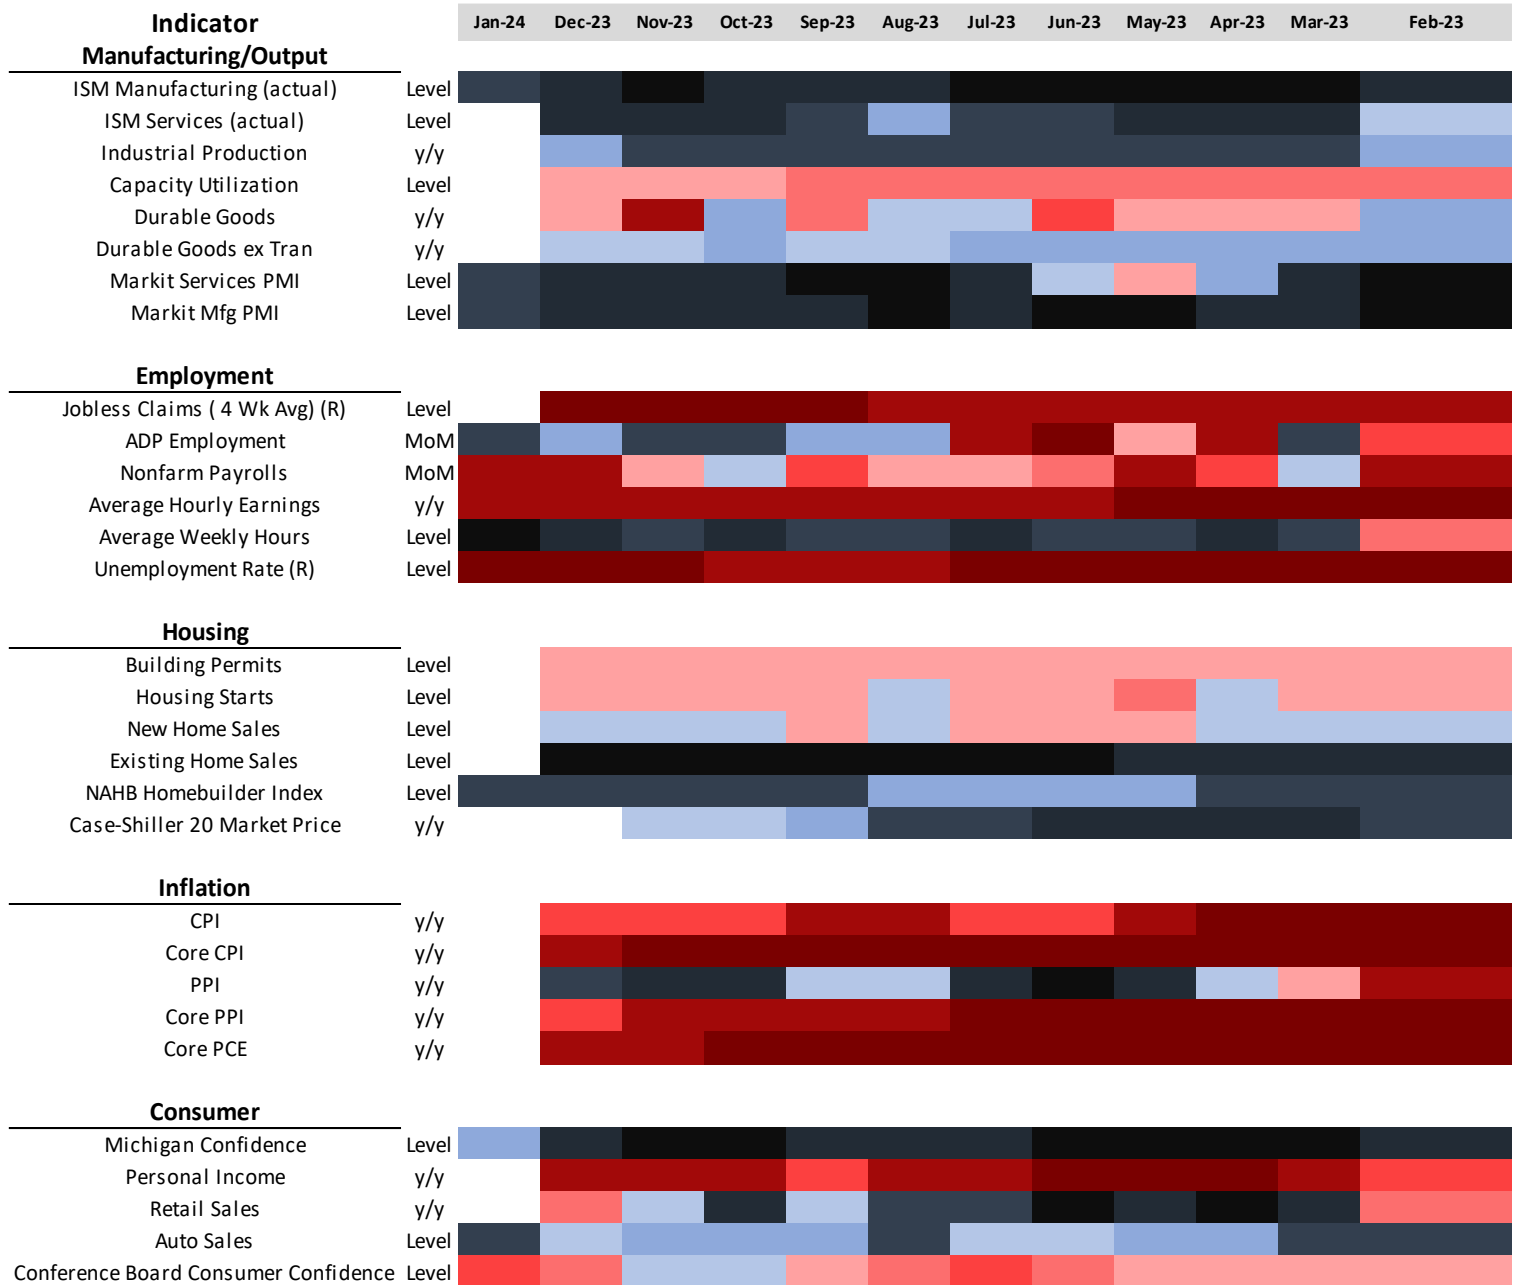 Indicator Jan-24 Dec-23 Nov-23 Oct-23 Sep-23 Aug-23 Jul-23 Jun-23 May-23 Apr-23 Mar-23 Feb-23
Manufacturing/Output
ISM Manufacturing (actual) Level
ISM Services (actual) Level
Industrial Production y/y
Capacity Utilization Level
Durable Goods y/y
Durable Goods ex Tran y/y
Markit Services PMI Level
Markit Mfg PMI Level
Employment
Jobless Claims ( 4 Wk Avg) (R) Level
ADP Employment MoM
Nonfarm Payrolls MoM
Average Hourly Earnings y/y
Average Weekly Hours Level
Unemployment Rate (R) Level
Housing
Building Permits Level
Housing Starts Level
New Home Sales Level
Existing Home Sales Level
NAHB Homebuilder Index Level
Case-Shiller 20 Market Price y/y
Inflation
CPI y/y
Core CPI y/y
PPI y/y
Core PPI y/y
Core PCE y/y
Consumer
Michigan Confidence Level
Personal Income y/y
Retail Sales y/y
Auto Sales Level
Conference Board Consumer Confidence Level